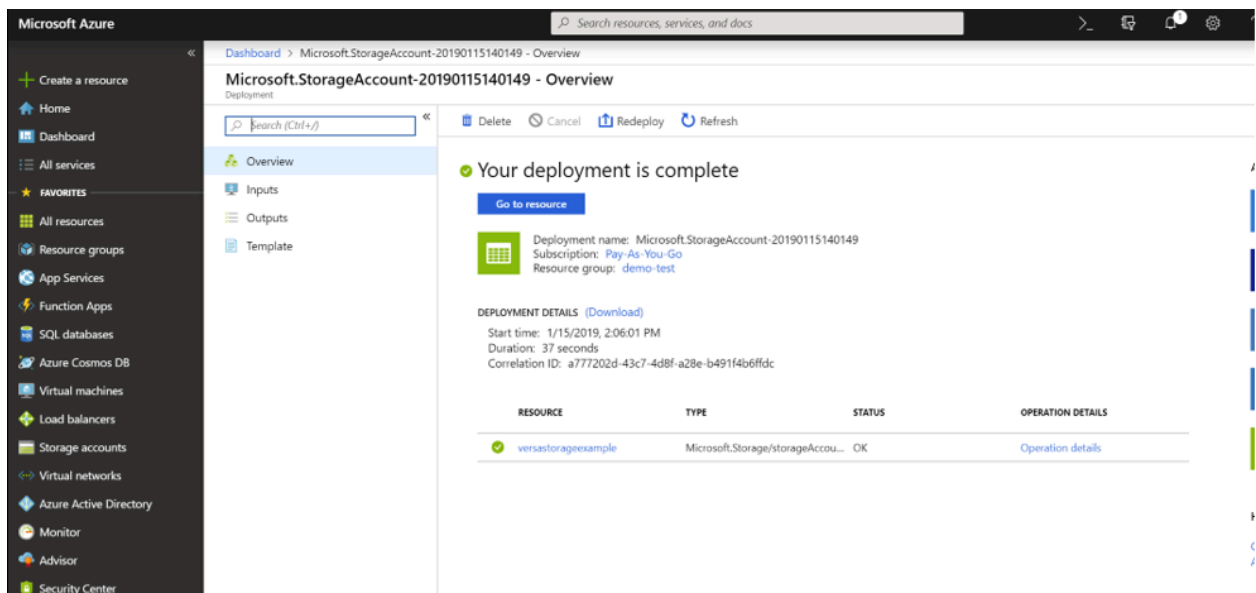 Microsoft Azure
Search resources, services, and docs
1
Create a resource
Home
Dashboard
All services
FAVORITES
All resources
Resource groups
App Services
Function Apps
SQL databases
Azure Cosmos DB
Virtual machines
Load balancers
Storage accounts
Virtual networks
Azure Active Directory
Monitor
Advisor
Security Center
Dashboard > Microsoft.StorageAccount-20190115140149 - Overview
Microsoft.StorageAccount-20190115140149 - Overview
Deployment
Search (Ctrl+/)
Overview
Inputs
Outputs
Template
Delete Cancel Redeploy Refresh
Your deployment is complete
Go to resource
Deployment name: Microsoft.StorageAccount-20190115140149
Subscription: Pay-As-You-Go
Resource group: demo-test
DEPLOYMENT DETAILS (Download)
Start time: 1/15/2019, 2:06:01 PM
Duration: 37 seconds
Correlation ID: a777202d-43c7-4d8f-a28e-b491f4b6ffdc
RESOURCE TYPE STATUS OPERATION DETAILS
versastorageexample Microsoft.Storage/storageAccou... OK Operation details